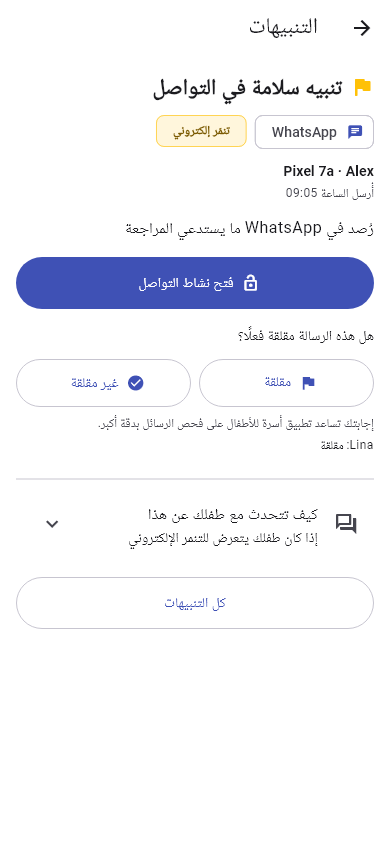 التنبيهات
تنبيه سلامة في التواصل
WhatsApp
تنمّر إلكتروني
Pixel 7a · Alex
أُرسل الساعة 09:05
رُصد في WhatsApp ما يستدعي المراجعة
فتح نشاط التواصل
هل هذه الرسالة مقلقة فعلًا؟
مقلقة
غير مقلقة
إجابتك تساعد تطبيق أسرة للأطفال على فحص الرسائل بدقة أكبر.
Lina: مقلقة
كيف تتحدث مع طفلك عن هذا
إذا كان طفلك يتعرض للتنمر الإلكتروني
كل التنبيهات